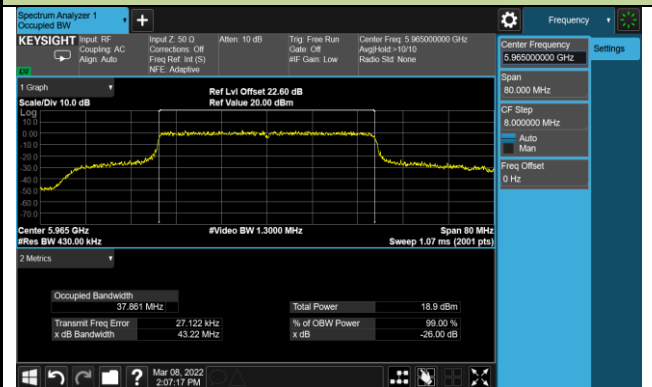 Spectrum Analyzer 1
Occupied BW
Frequency
KEYSIGHT
Input: RF
Coupling: AC
Align: Auto
Input Z: 50 Ω
Corrections: Off
Freq Ref: Int (S)
NFE: Adaptive
Atten: 10 dB
Trig: Free Run
Gate: Off
#IF Gain: Low
Center Freq: 5.965000000 GHz
Avg|Hold:>10/10
Radio Std: None
Center Frequency
5.965000000 GHz
Settings
Span
80.000 MHz
CF Step
8.000000 MHz
Auto
Man
Freq Offset
0 Hz
1 Graph
Scale/Div 10.0 dB
Ref Lvl Offset 22.60 dB
Ref Value 20.00 dBm
Log
10.0
0.00
-10.0
-20.0
-30.0
-40.0
-50.0
-60.0
-70.0
Center 5.965 GHz
#Video BW 1.3000 MHz
Span 80 MHz
#Res BW 430.00 kHz
Sweep 1.07 ms (2001 pts)
2 Metrics
Occupied Bandwidth
37.861 MHz
Total Power 18.9 dBm
Transmit Freq Error 27.122 kHz
% of OBW Power 99.00 %
x dB Bandwidth 43.22 MHz
x dB -26.00 dB
Mar 08, 2022
2:07:17 PM